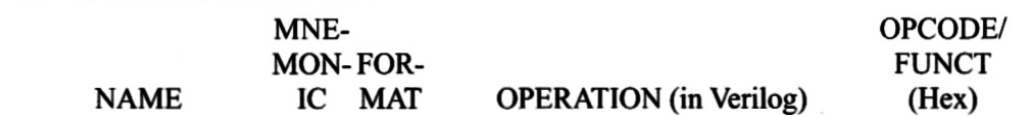 MNE- OPCODE/
MON- FOR- FUNCT
NAME IC MAT OPERATION (in Verilog) (Hex)